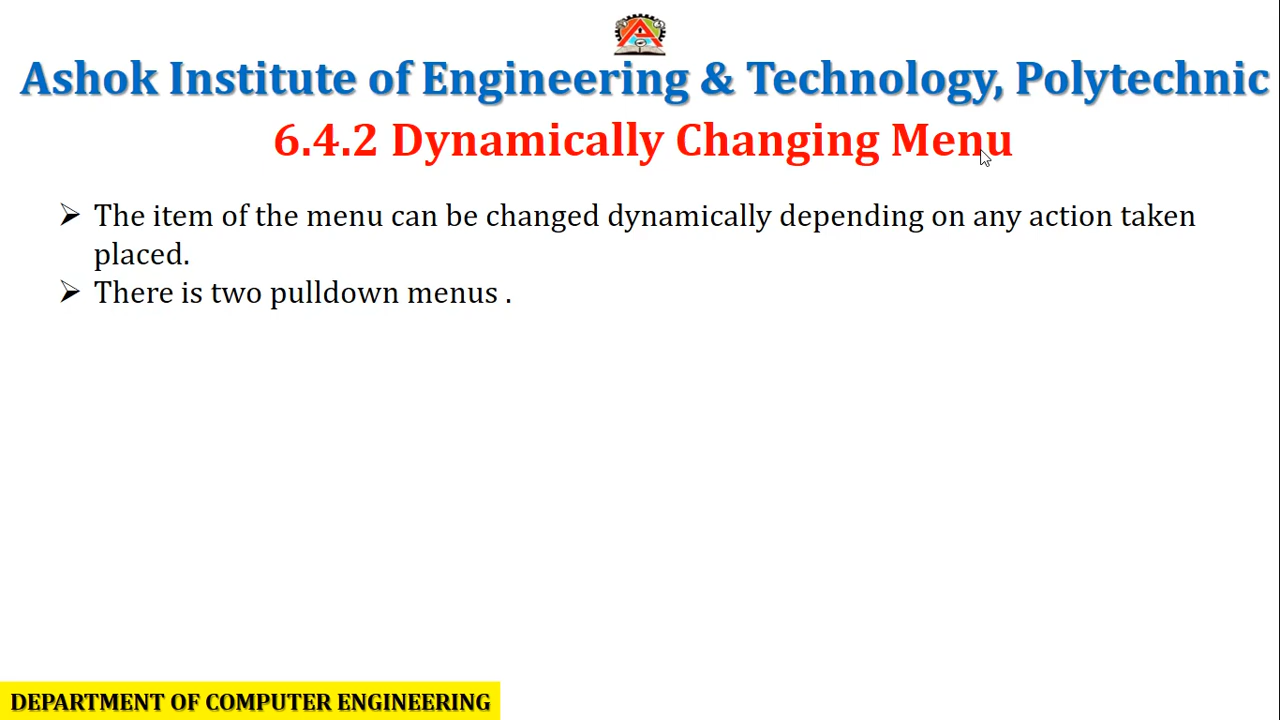 Ashok Institute of Engineering & Technology, Polytechnic
6.4.2 Dynamically Changing Menu
➢ The item of the menu can be changed dynamically depending on any action taken
placed.
➢ There is two pulldown menus .
DEPARTMENT OF COMPUTER ENGINEERING